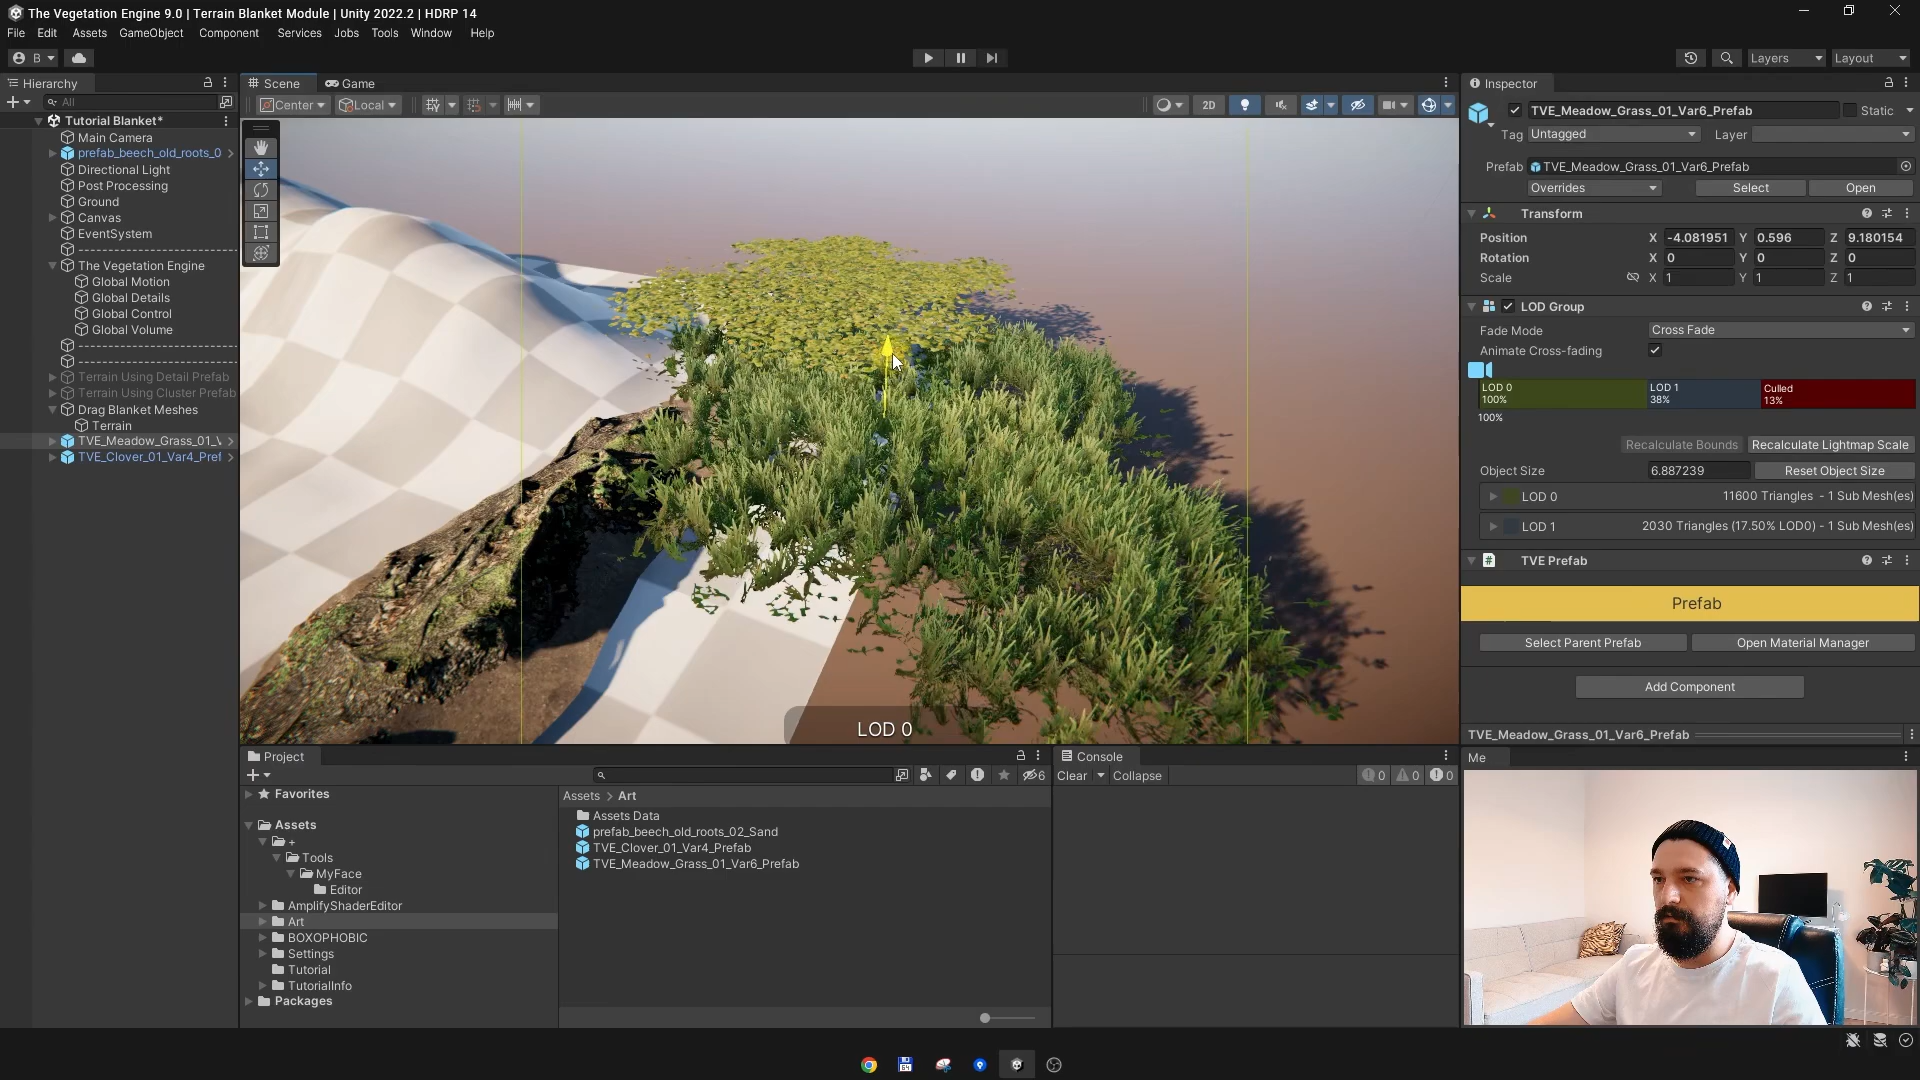 The Vegetation Engine 9.0 | Terrain Blanket Module | Unity 2022.2 | HDRP 14
File Edit Assets GameObject Component Services Jobs Tools Window Help
B Layers Layout
Hierarchy
All
Tutorial Blanket*
Main Camera
prefab_beech_old_roots_0
Directional Light
Post Processing
Ground
Canvas
EventSystem
The Vegetation Engine
Global Motion
Global Details
Global Control
Global Volume
Terrain Using Detail Prefab
Terrain Using Cluster Prefab
Drag Blanket Meshes
Terrain
TVE_Meadow_Grass_01_V
TVE_Clover_01_Var4_Pref
Scene Game
Center Local 2D
LOD 0
Inspector
TVE_Meadow_Grass_01_Var6_Prefab Static
Tag Untagged Layer
Prefab TVE_Meadow_Grass_01_Var6_Prefab
Overrides Select Open
Transform
Position X -4.081951 Y 0.596 Z 9.180154
Rotation X 0 Y 0 Z 0
Scale X 1 Y 1 Z 1
LOD Group
Fade Mode Cross Fade
Animate Cross-fading
LOD 0 LOD 1 Culled
100% 38% 13%
100%
Recalculate Bounds Recalculate Lightmap Scale
Object Size 6.887239 Reset Object Size
LOD 0 11600 Triangles - 1 Sub Mesh(es)
LOD 1 2030 Triangles (17.50% LOD0) - 1 Sub Mesh(es)
# TVE Prefab
Prefab
Select Parent Prefab Open Material Manager
Add Component
TVE_Meadow_Grass_01_Var6_Prefab
Me
Project
6
Favorites
Assets
+
Tools
MyFace
Editor
AmplifyShaderEditor
Art
BOXOPHOBIC
Settings
Tutorial
TutorialInfo
Packages
Assets > Art
Assets Data
prefab_beech_old_roots_02_Sand
TVE_Clover_01_Var4_Prefab
TVE_Meadow_Grass_01_Var6_Prefab
Console
Clear Collapse 0 0 0